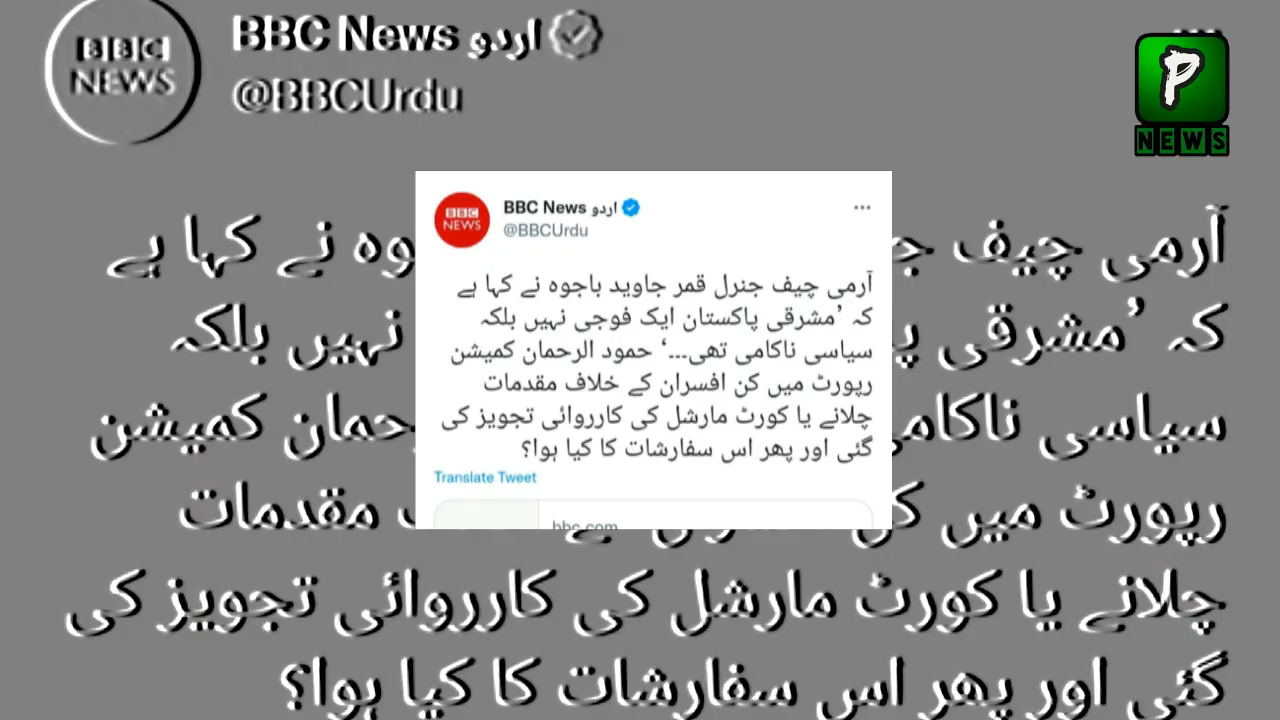 BBC News اردو
@BBCUrdu
P
NEWS
BBC
NEWS
BBC News اردو
@BBCUrdu
BBC
NEWS
آرمی چیف جنرل قمر جاوید باجوہ نے کہا ہے
کہ ’مشرقی پاکستان ایک فوجی نہیں بلکہ
سیاسی ناکامی تھی۔۔۔‘ حمود الرحمان کمیشن
رپورٹ میں کن افسران کے خلاف مقدمات
چلانے یا کورٹ مارشل کی کارروائی تجویز کی
گئی اور پھر اس سفارشات کا کیا ہوا؟
Translate Tweet
bbc.com
آرمی چیف
نے کہا ہے
کہ ’مشرقی
نہیں بلکہ
سیاسی
کمیشن
رپورٹ میں
مقدمات
چلانے یا کورٹ مارشل کی کارروائی تجویز کی
گئی اور پھر اس سفارشات کا کیا ہوا؟